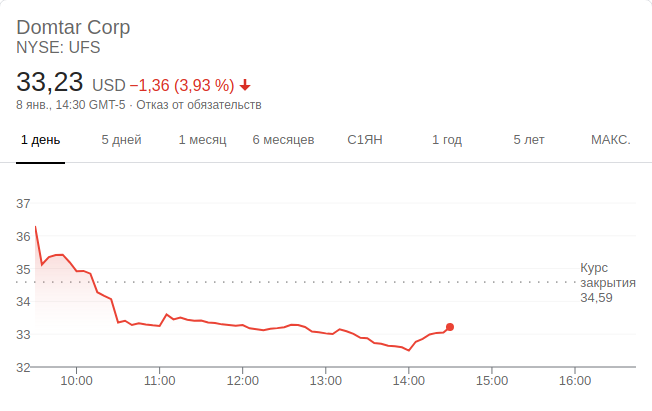 Domtar Corp
NYSE: UFS
33,23 USD −1,36 (3,93 %)
8 янв., 14:30 GMT-5 · Отказ от обязательств
1 день 5 дней 1 месяц 6 месяцев С1ЯН 1 год 5 лет МАКС.
37
36
35
34
33
32
Курс
закрытия
34,59
10:00 11:00 12:00 13:00 14:00 15:00 16:00